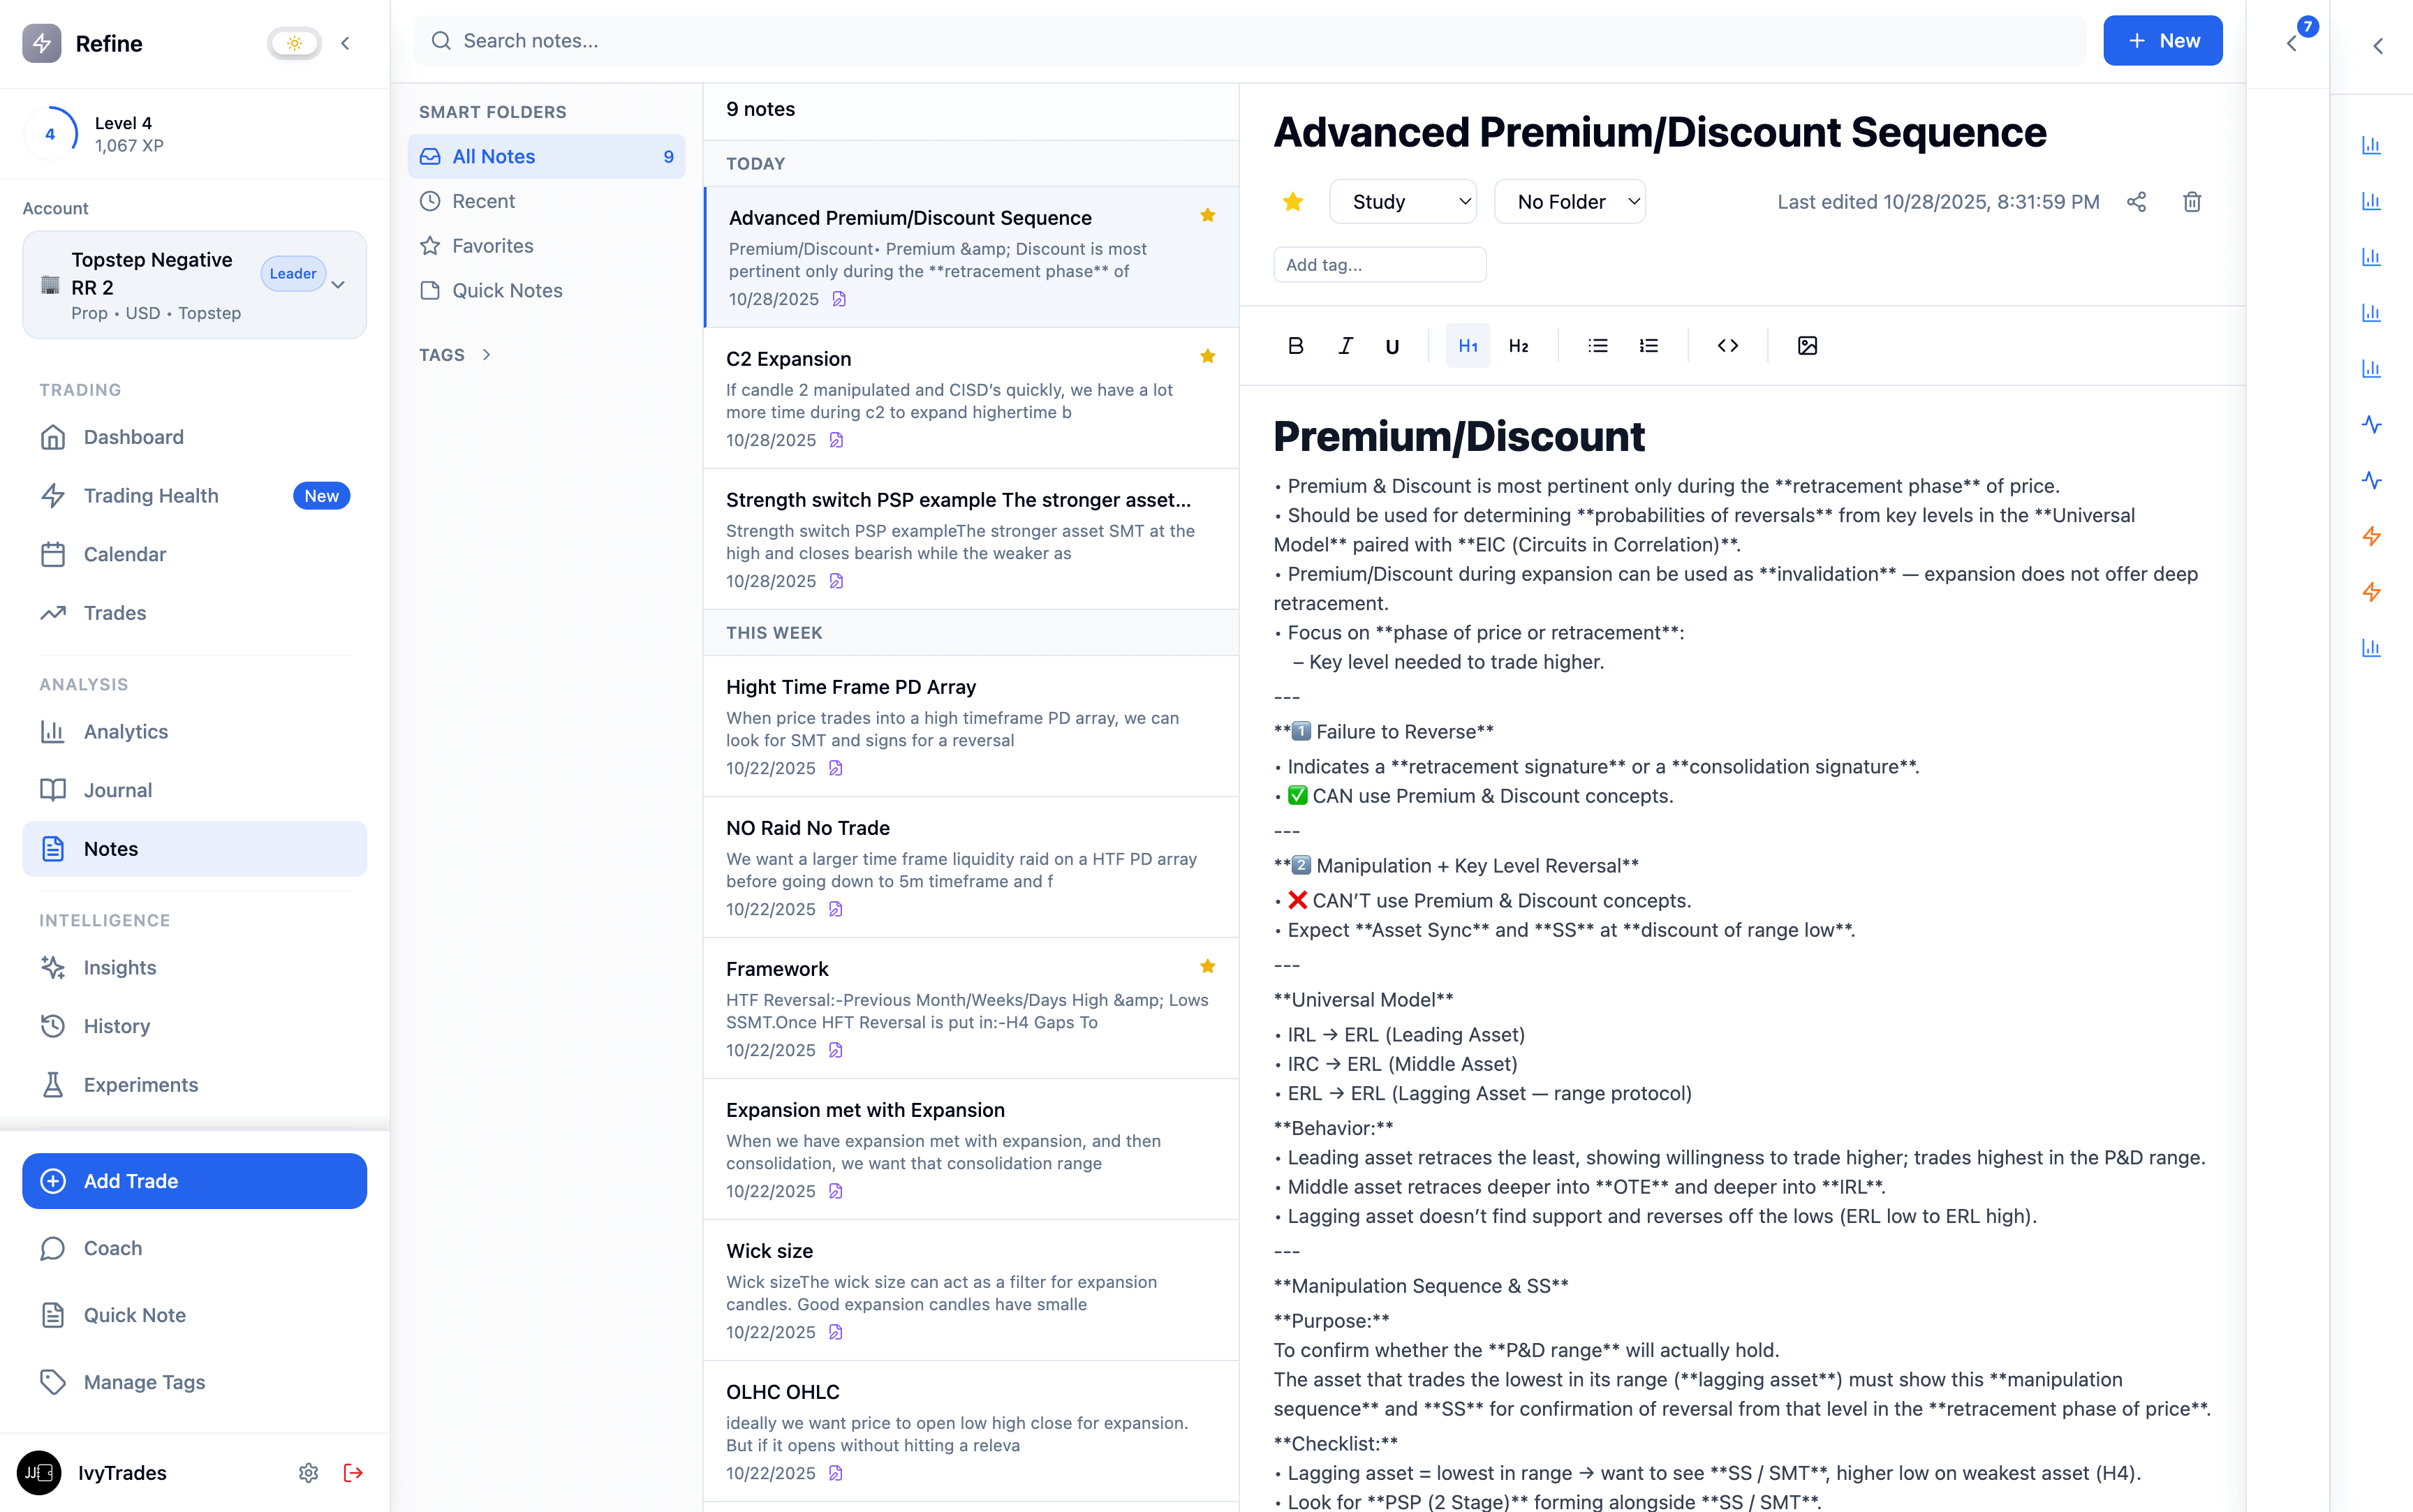 Refine
4
Level 4
1,067 XP
Account
Topstep Negative
RR 2
Leader
Prop • USD • Topstep
TRADING
Dashboard
Trading Health
New
Calendar
Trades
ANALYSIS
Analytics
Journal
Notes
INTELLIGENCE
Insights
History
Experiments
Add Trade
Coach
Quick Note
Manage Tags
IvyTrades
Search notes...
New
7
SMART FOLDERS
All Notes
9
Recent
Favorites
Quick Notes
TAGS
9 notes
TODAY
Advanced Premium/Discount Sequence
Premium/Discount• Premium &amp; Discount is most
pertinent only during the **retracement phase** of
10/28/2025
C2 Expansion
If candle 2 manipulated and CISD’s quickly, we have a lot
more time during c2 to expand highertime b
10/28/2025
Strength switch PSP example The stronger asset...
Strength switch PSP exampleThe stronger asset SMT at the
high and closes bearish while the weaker as
10/28/2025
THIS WEEK
Hight Time Frame PD Array
When price trades into a high timeframe PD array, we can
look for SMT and signs for a reversal
10/22/2025
NO Raid No Trade
We want a larger time frame liquidity raid on a HTF PD array
before going down to 5m timeframe and f
10/22/2025
Framework
HTF Reversal:-Previous Month/Weeks/Days High &amp; Lows
SSMT.Once HFT Reversal is put in:-H4 Gaps To
10/22/2025
Expansion met with Expansion
When we have expansion met with expansion, and then
consolidation, we want that consolidation range
10/22/2025
Wick size
Wick sizeThe wick size can act as a filter for expansion
candles. Good expansion candles have smalle
10/22/2025
OLHC OHLC
ideally we want price to open low high close for expansion.
But if it opens without hitting a releva
10/22/2025
Advanced Premium/Discount Sequence
Study
No Folder
Last edited 10/28/2025, 8:31:59 PM
Add tag...
B I U H1 H2
Premium/Discount
• Premium & Discount is most pertinent only during the **retracement phase** of price.
• Should be used for determining **probabilities of reversals** from key levels in the **Universal
Model** paired with **EIC (Circuits in Correlation)**.
• Premium/Discount during expansion can be used as **invalidation** — expansion does not offer deep
retracement.
• Focus on **phase of price or retracement**:
– Key level needed to trade higher.
---
**1️⃣ Failure to Reverse**
• Indicates a **retracement signature** or a **consolidation signature**.
• ✅ CAN use Premium & Discount concepts.
---
**2️⃣ Manipulation + Key Level Reversal**
• ❌ CAN’T use Premium & Discount concepts.
• Expect **Asset Sync** and **SS** at **discount of range low**.
---
**Universal Model**
• IRL → ERL (Leading Asset)
• IRC → ERL (Middle Asset)
• ERL → ERL (Lagging Asset — range protocol)
**Behavior:**
• Leading asset retraces the least, showing willingness to trade higher; trades highest in the P&D range.
• Middle asset retraces deeper into **OTE** and deeper into **IRL**.
• Lagging asset doesn’t find support and reverses off the lows (ERL low to ERL high).
---
**Manipulation Sequence & SS**
**Purpose:**
To confirm whether the **P&D range** will actually hold.
The asset that trades the lowest in its range (**lagging asset**) must show this **manipulation
sequence** and **SS** for confirmation of reversal from that level in the **retracement phase of price**.
**Checklist:**
• Lagging asset = lowest in range → want to see **SS / SMT**, higher low on weakest asset (H4).
• Look for **PSP (2 Stage)** forming alongside **SS / SMT**.